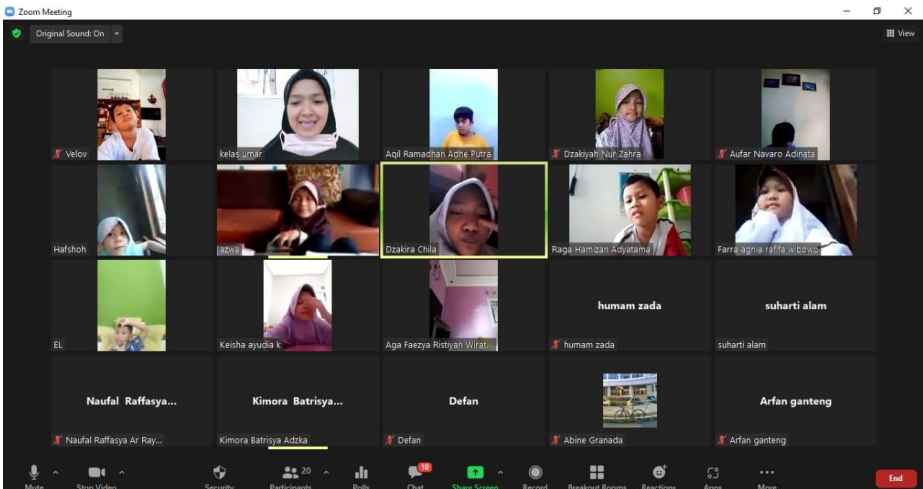 Zoom Meeting
Original Sound: On
View
Velov
kelas umar
Aqil Ramadhan Adhe Putra
Dzakiyah Nur Zahra
Aufar Navaro Adinata
Hafshoh
azwa
Dzakira Chila
Raga Hamizan Adyatama
Farra agnia rafifa wibowo
EL
Keisha ayudia k
Aga Faezya Ristiyan Wirat...
humam zada
humam zada
suharti alam
suharti alam
Naufal Raffasya...
Naufal Raffasya Ar Ray...
Kimora Batrisya...
Kimora Batrisya Adzka
Defan
Defan
Abine Granada
Arfan ganteng
Arfan ganteng
Mute
Stop Video
Security
Participants
20
Polls
Chat
10
Share Screen
Record
Breakout Rooms
Reactions
Apps
More
End